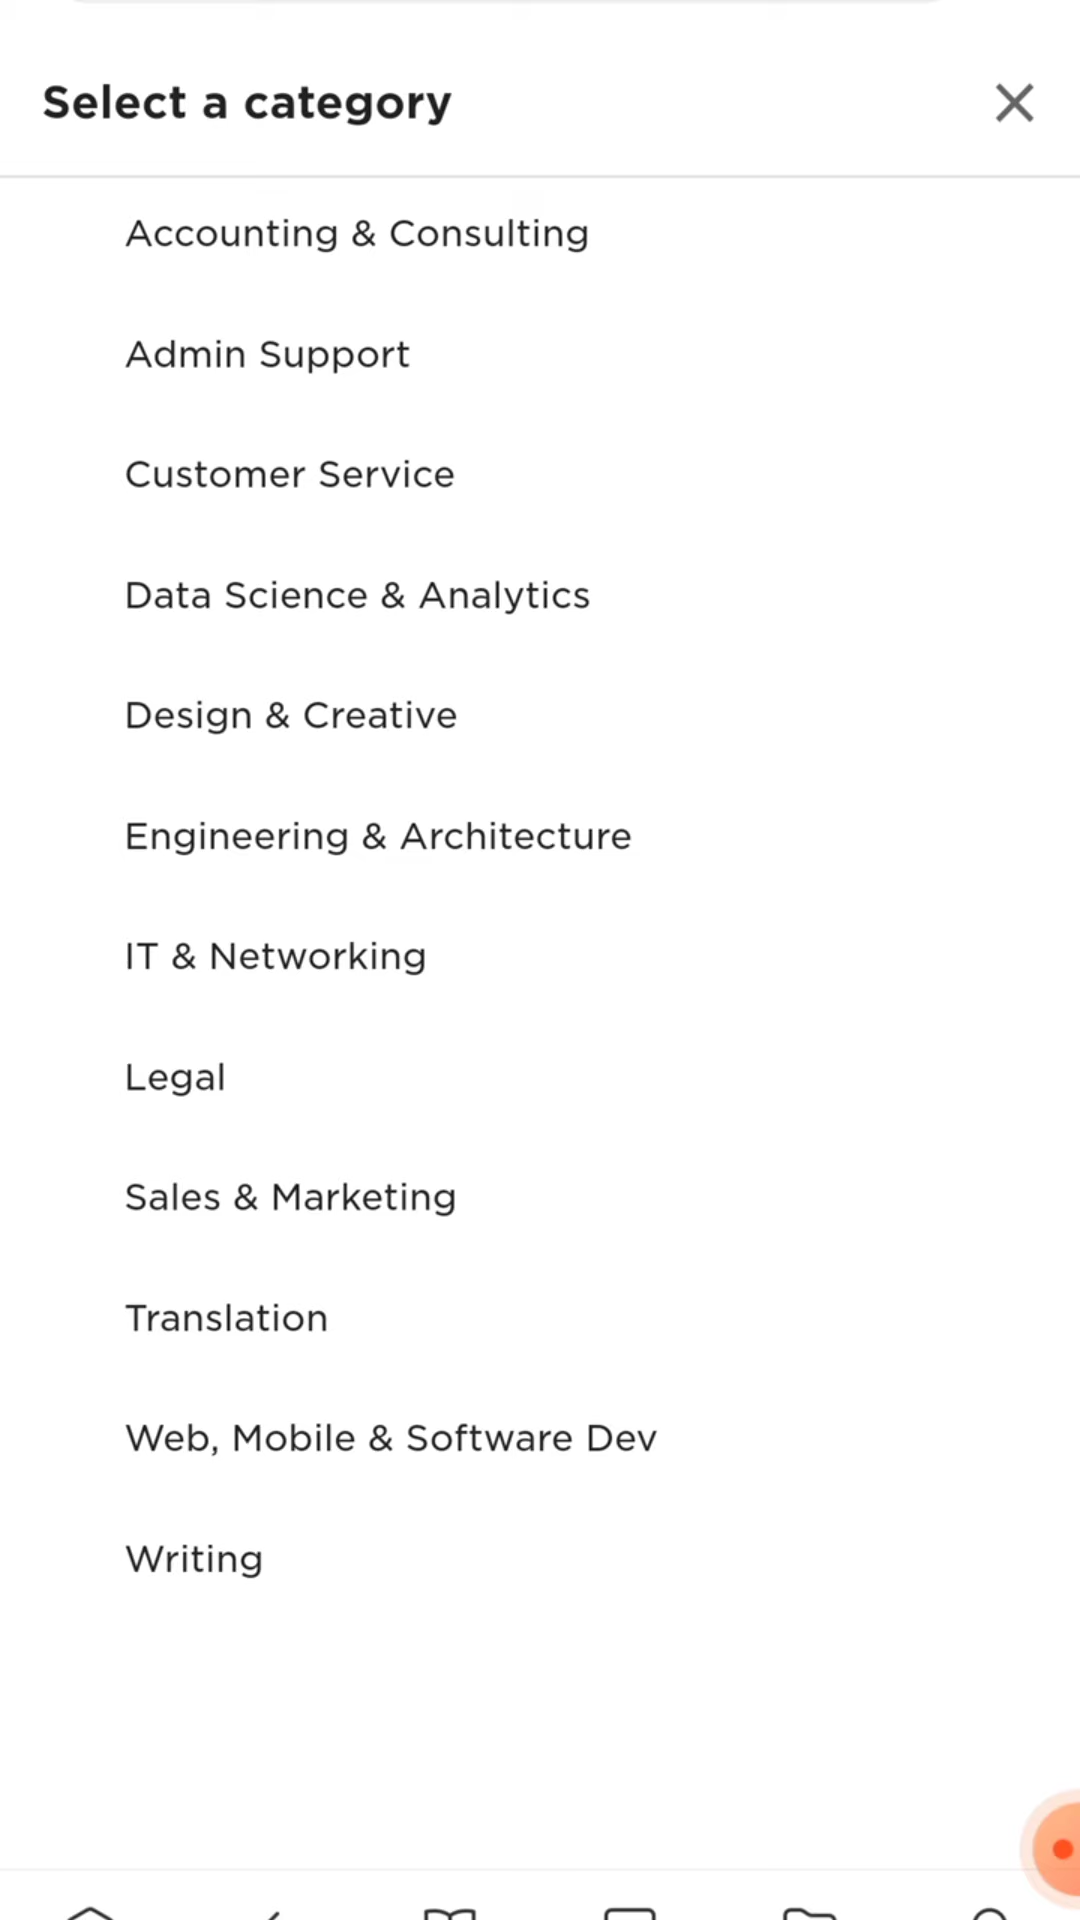 Select a category
Accounting & Consulting
Admin Support
Customer Service
Data Science & Analytics
Design & Creative
Engineering & Architecture
IT & Networking
Legal
Sales & Marketing
Translation
Web, Mobile & Software Dev
Writing